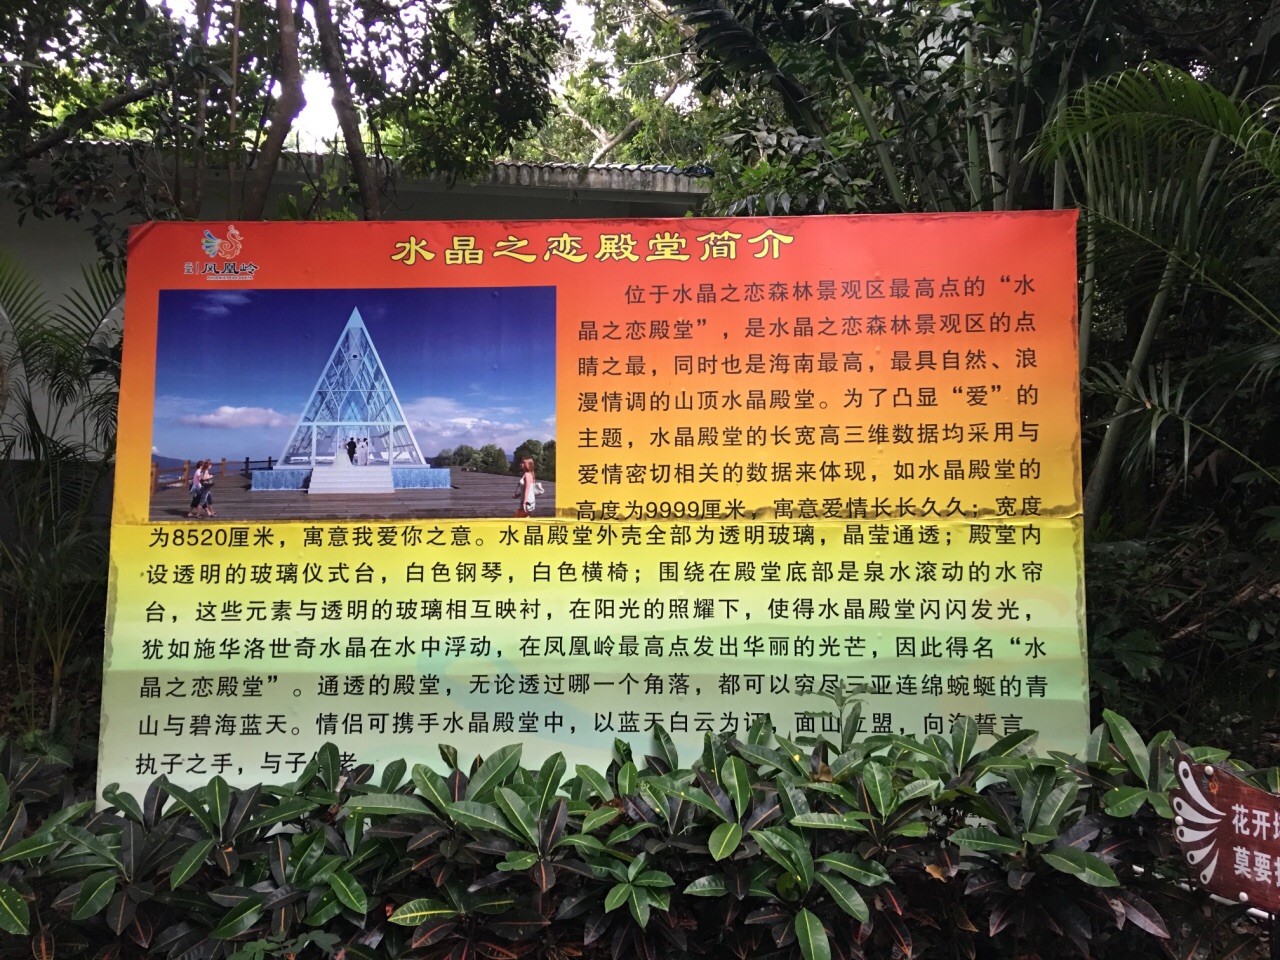 水晶之恋殿堂简介
三亚 凤凰岭
位于水晶之恋森林景观区最高点的“水
晶之恋殿堂”，是水晶之恋森林景观区的点
睛之最，同时也是海南最高，最具自然、浪
漫情调的山顶水晶殿堂。为了凸显“爱”的
主题，水晶殿堂的长宽高三维数据均采用与
爱情密切相关的数据来体现，如水晶殿堂的
高度为9999厘米，寓意爱情长长久久；宽度
为8520厘米，寓意我爱你之意。水晶殿堂外壳全部为透明玻璃，晶莹通透；殿堂内
设透明的玻璃仪式台，白色钢琴，白色横椅；围绕在殿堂底部是泉水滚动的水帘
台，这些元素与透明的玻璃相互映衬，在阳光的照耀下，使得水晶殿堂闪闪发光，
犹如施华洛世奇水晶在水中浮动，在凤凰岭最高点发出华丽的光芒，因此得名“水
晶之恋殿堂”。通透的殿堂，无论透过哪一个角落，都可以穷尽三亚连绵蜿蜒的青
山与碧海蓝天。情侣可携手水晶殿堂中，以蓝天白云为证，面山立盟，向海誓言，
执子之手，与子偕老
花开
莫要